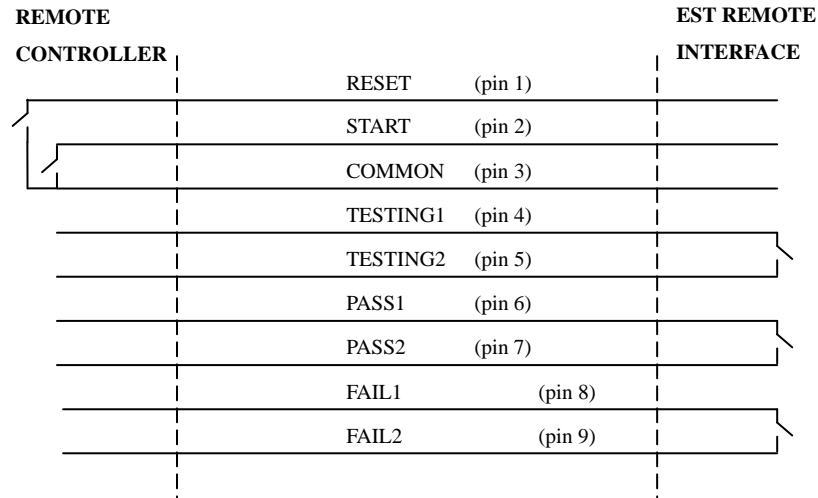 REMOTE
CONTROLLER
EST REMOTE
INTERFACE
RESET (pin 1)
START (pin 2)
COMMON (pin 3)
TESTING1 (pin 4)
TESTING2 (pin 5)
PASS1 (pin 6)
PASS2 (pin 7)
FAIL1 (pin 8)
FAIL2 (pin 9)